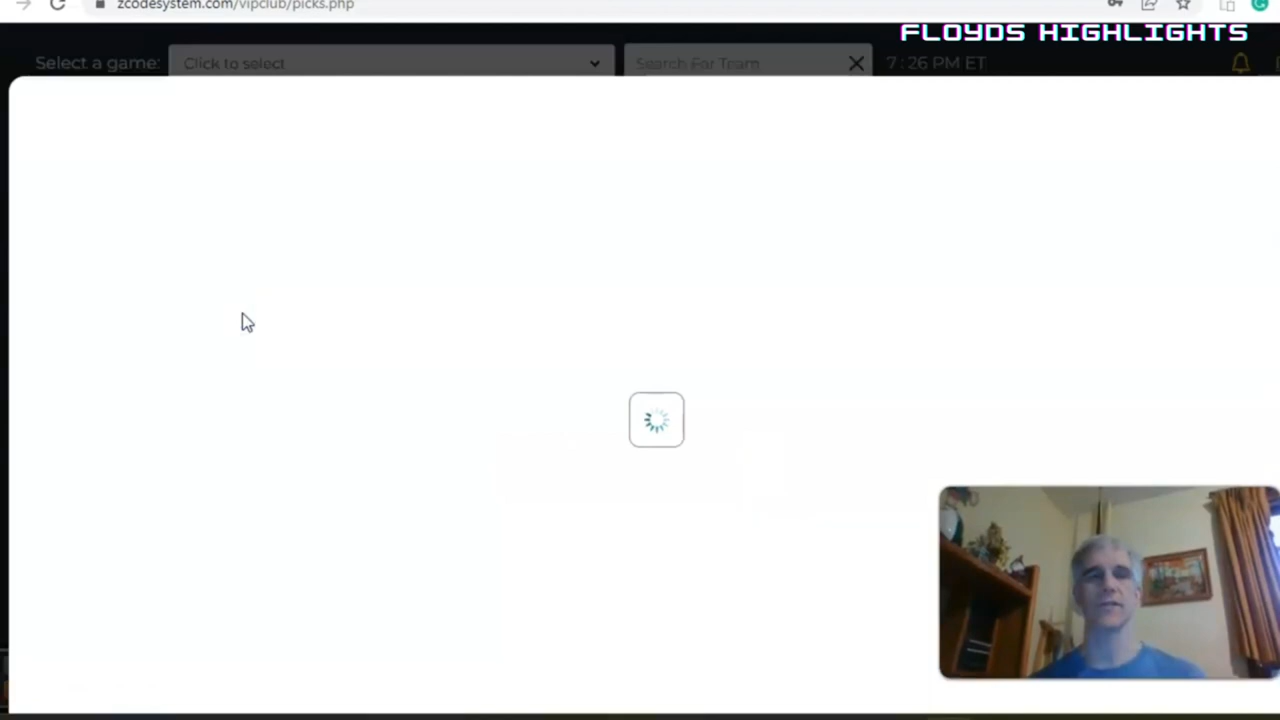 zcodesystem.com/vipclub/picks.php
FLOYDS HIGHLIGHTS
Select a game: Click to select Search For Team 7:26 PM ET